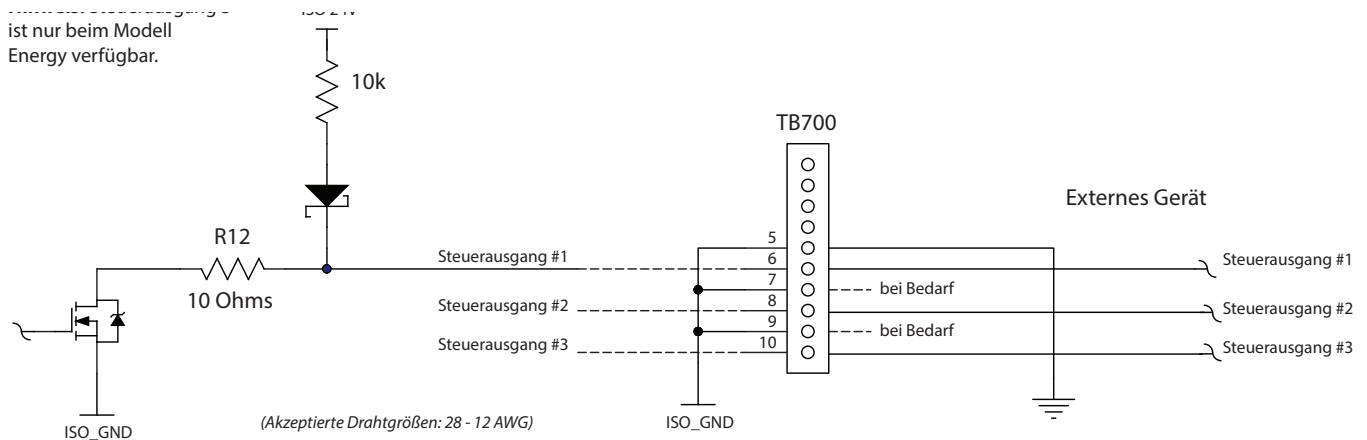 ist nur beim Modell
Energy verfügbar.
10k
TB700
Externes Gerät
R12
10 Ohms
Steuerausgang #1
Steuerausgang #2
Steuerausgang #3
5
6
7
8
9
10
bei Bedarf
bei Bedarf
Steuerausgang #1
Steuerausgang #2
Steuerausgang #3
ISO_GND
(Akzeptierte Drahtgrößen: 28 - 12 AWG)
ISO_GND